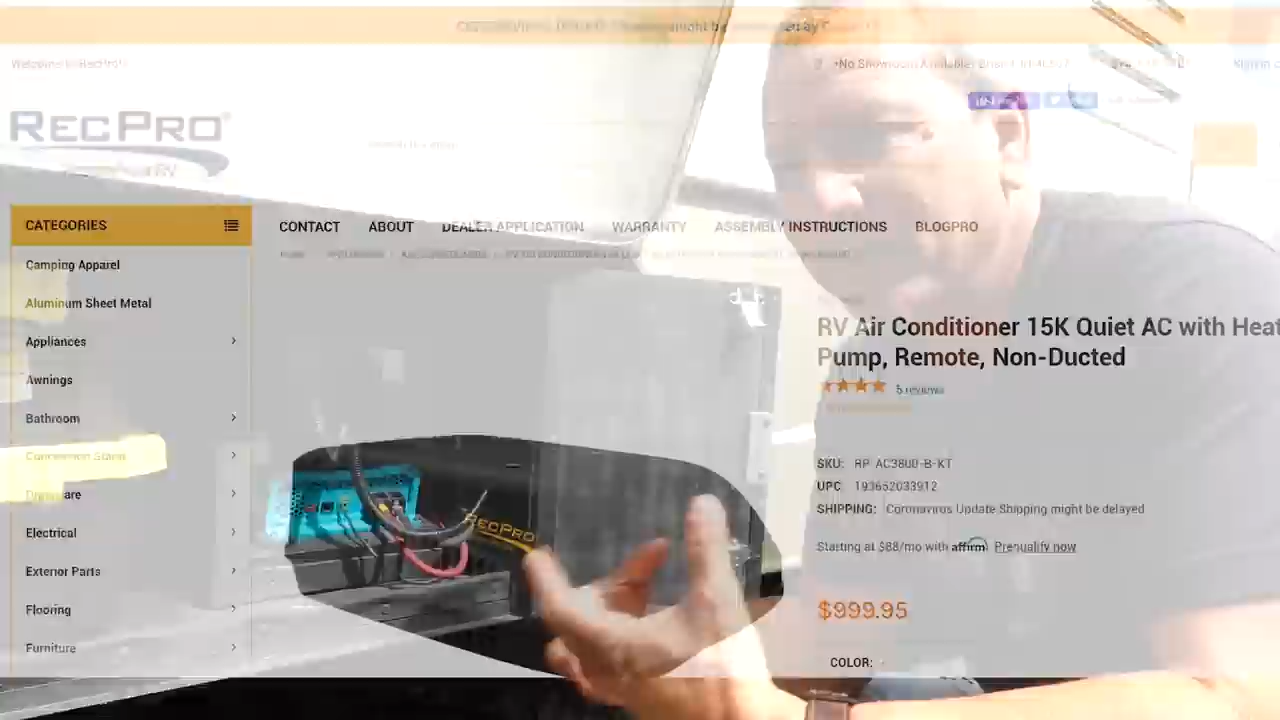 RECPRO
CATEGORIES
CONTACT
ABOUT
DEALER APPLICATION
WARRANTY
ASSEMBLY INSTRUCTIONS
BLOGPRO
Camping Apparel
Aluminum Sheet Metal
Appliances
Awnings
Bathroom
Concession Stand
Electrical
Exterior Parts
Flooring
Furniture
RV Air Conditioner 15K Quiet AC with Heat
Pump, Remote, Non-Ducted
5 reviews
SKU: RP-AC3800-B-KT
UPC: 193652033912
SHIPPING: Coronavirus Update Shipping might be delayed
Starting at $88/mo with affirm Prequalify now
$999.95
COLOR:
RECPRO